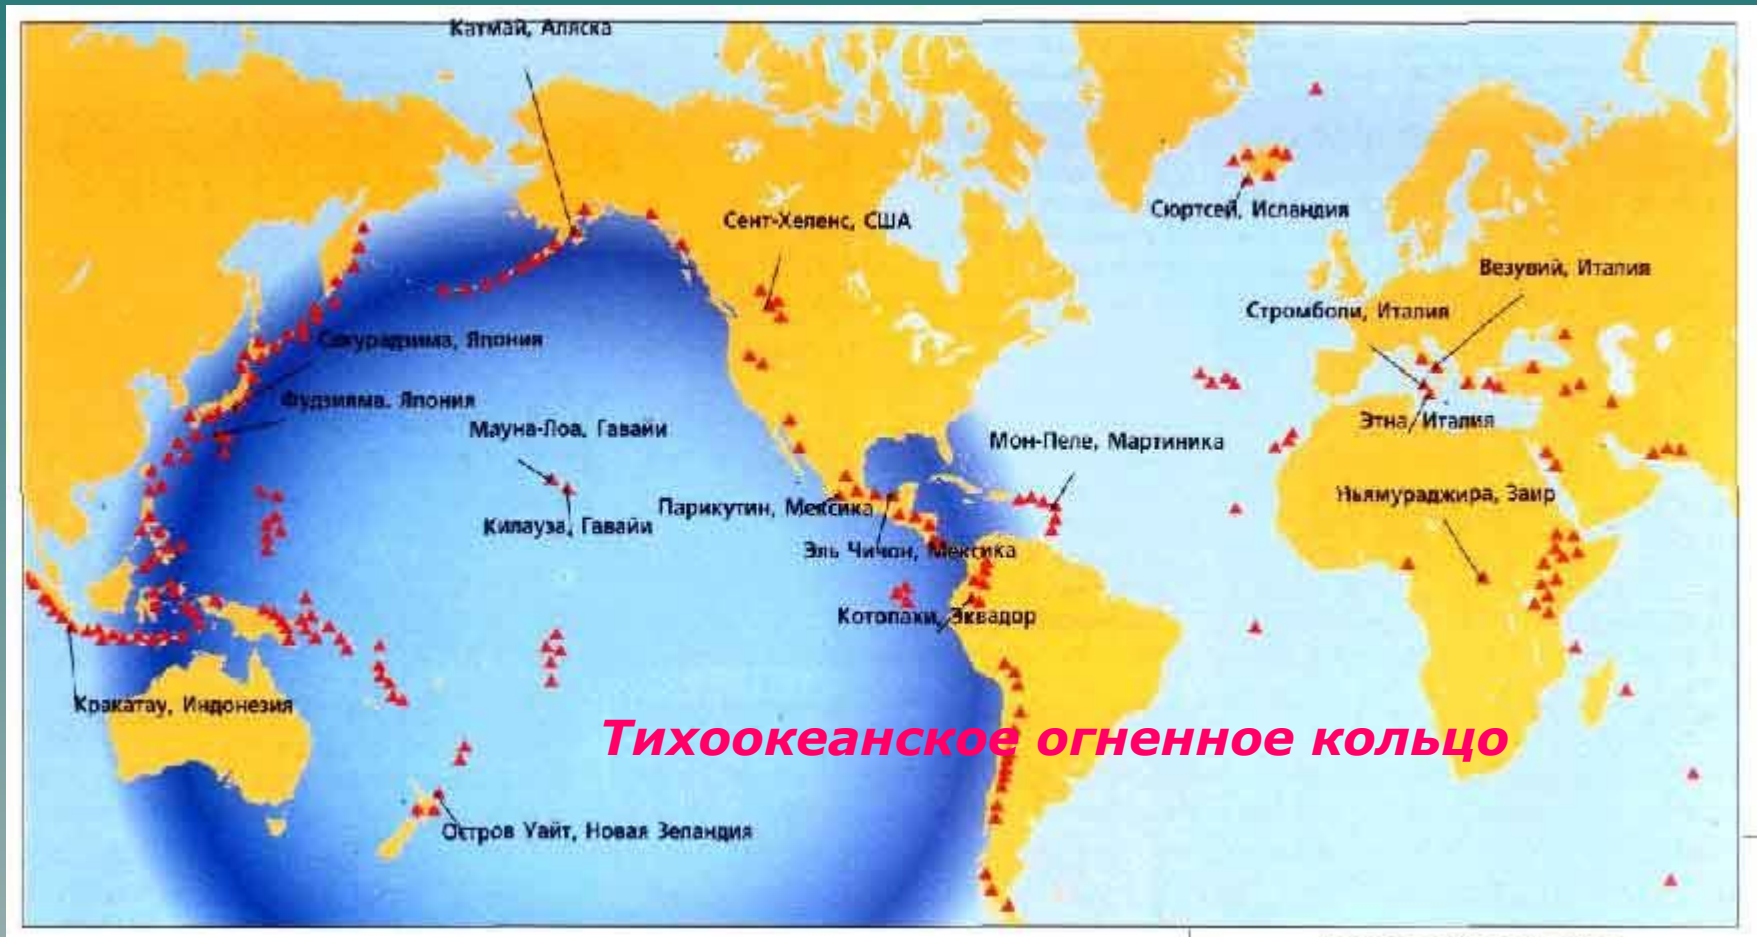 Катмай, Аляска
Сент-Хеленс, США
Сюртсей, Исландия
Везувий, Италия
Стромболи, Италия
Сакурадзима, Япония
Фудзияма. Япония
Этна, Италия
Мауна-Лоа, Гавайи
Мон-Пеле, Мартиника
Ньямураджира, Заир
Парикутин, Мексика
Килауэа, Гавайи
Эль Чичон, Мексика
Котопахи, Эквадор
Кракатау, Индонезия
Тихоокеанское огненное кольцо
Остров Уайт, Новая Зеландия